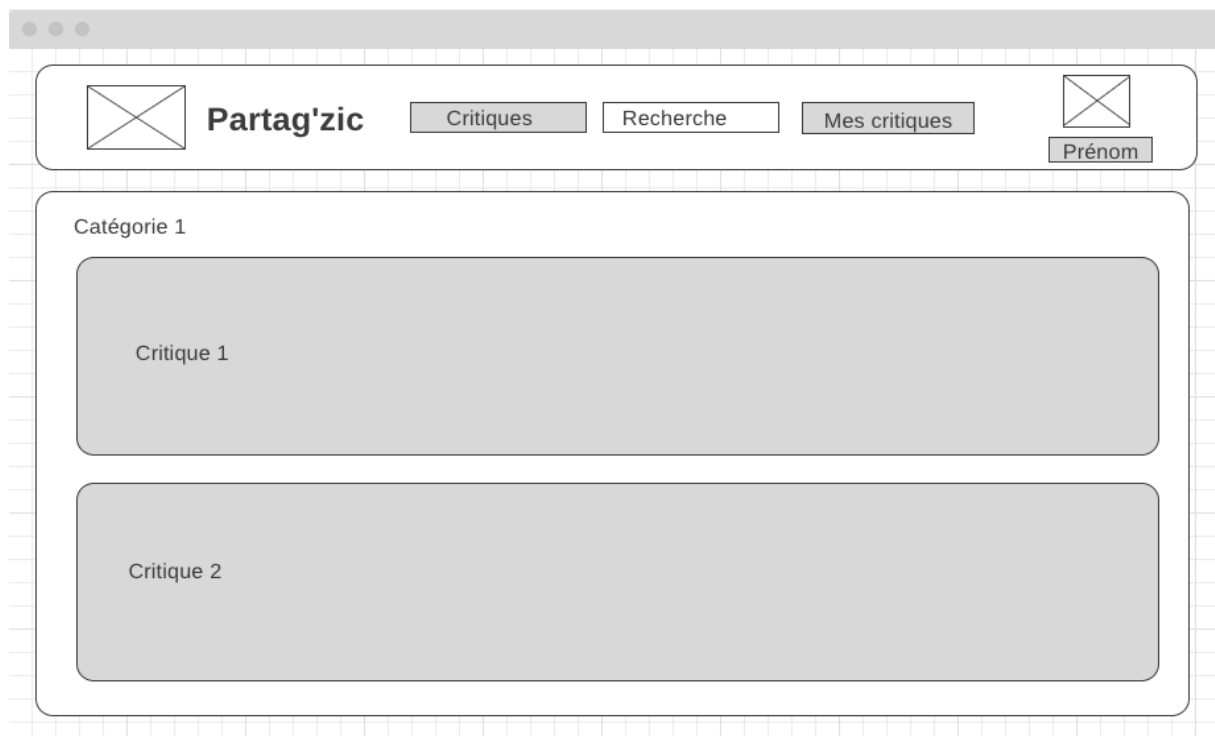 Partag'zic
Critiques
Recherche
Mes critiques
Prénom
Catégorie 1
Critique 1
Critique 2